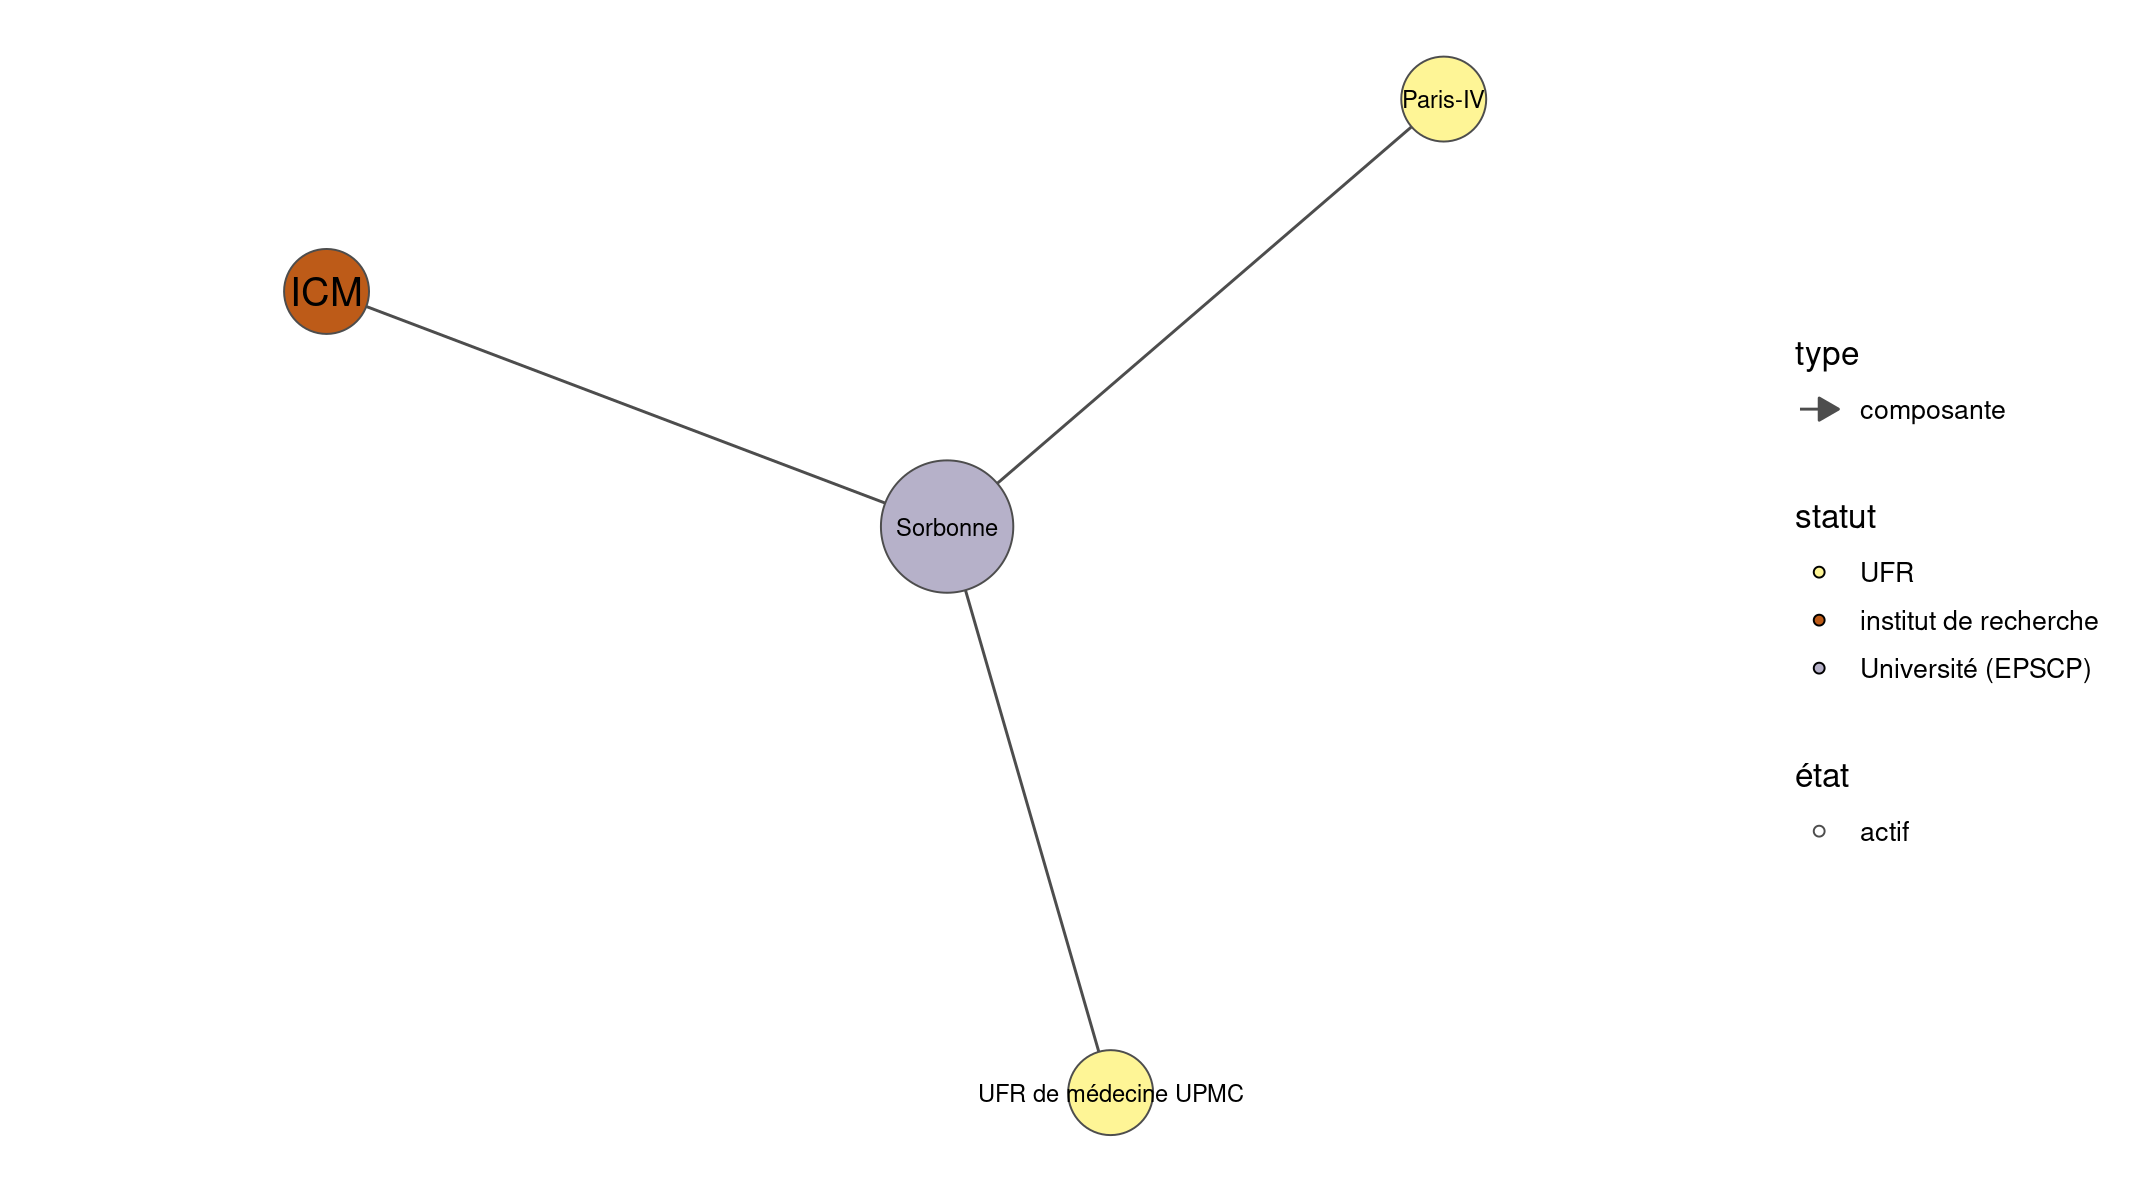 Paris-IV
ICM
Sorbonne
UFR de médecine UPMC
type
composante
statut
UFR
institut de recherche
Université (EPSCP)
état
actif